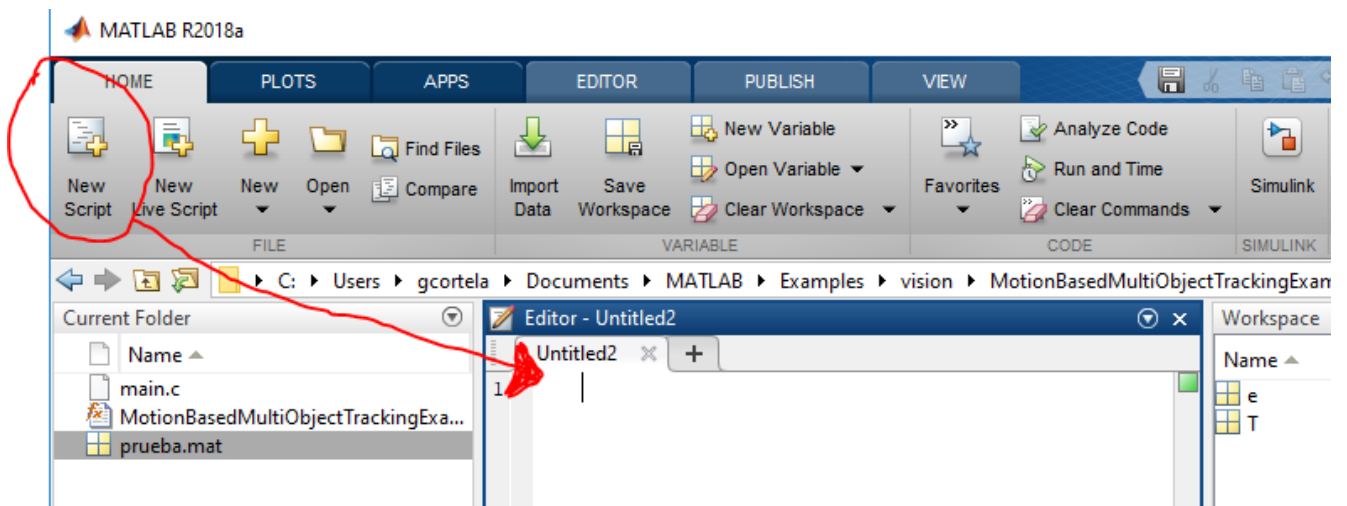 MATLAB R2018a
HOME PLOTS APPS EDITOR PUBLISH VIEW
New Script
New Live Script
New
Open
Find Files
Compare
Import Data
Save Workspace
New Variable
Open Variable
Clear Workspace
Favorites
Analyze Code
Run and Time
Clear Commands
Simulink
FILE VARIABLE CODE SIMULINK
C: Users gcortela Documents MATLAB Examples vision MotionBasedMultiObjectTrackingExam
Current Folder
Name
main.c
MotionBasedMultiObjectTrackingExa...
prueba.mat
Editor - Untitled2
Untitled2 +
1
Workspace
Name
e
T